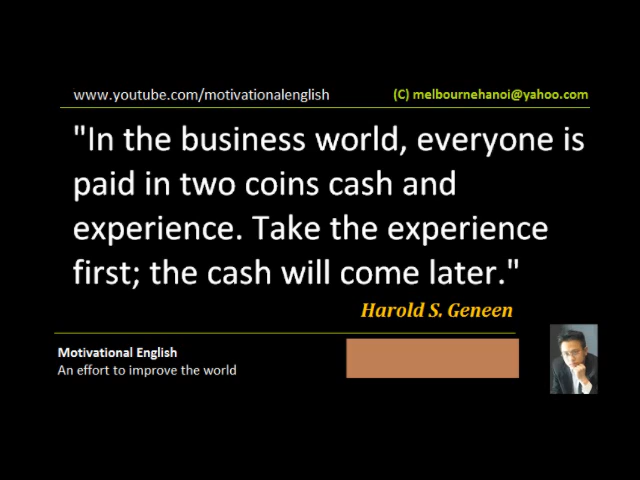 www.youtube.com/motivationalenglish (C) melbournehanoi@yahoo.com
"In the business world, everyone is
paid in two coins cash and
experience. Take the experience
first; the cash will come later."
Harold S. Geneen
Motivational English
An effort to improve the world